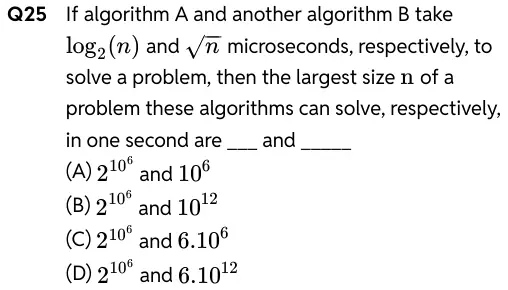 Q25 If algorithm A and another algorithm B take
log₂(n) and √n microseconds, respectively, to
solve a problem, then the largest size n of a
problem these algorithms can solve, respectively,
in one second are ___ and _____
(A) 2^{10^6} and 10^6
(B) 2^{10^6} and 10^{12}
(C) 2^{10^6} and 6.10^6
(D) 2^{10^6} and 6.10^{12}